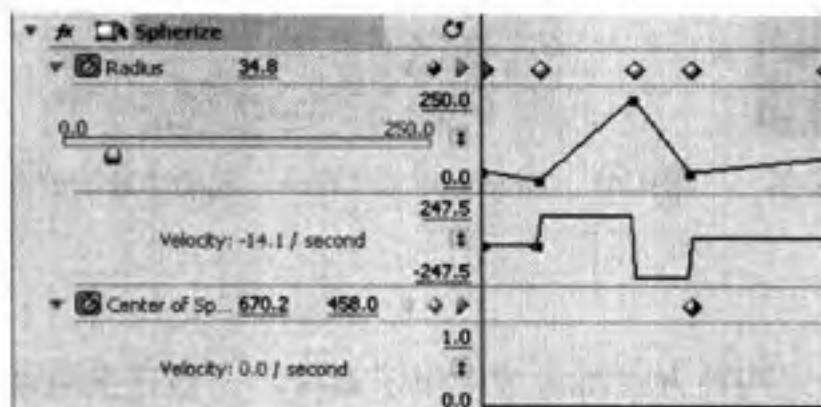 fx Spherize
Radius 34.8
250.0
0.0 250.0
0.0
247.5
Velocity: -14.1 / second
-247.5
Center of Sp... 670.2 458.0
1.0
Velocity: 0.0 / second
0.0